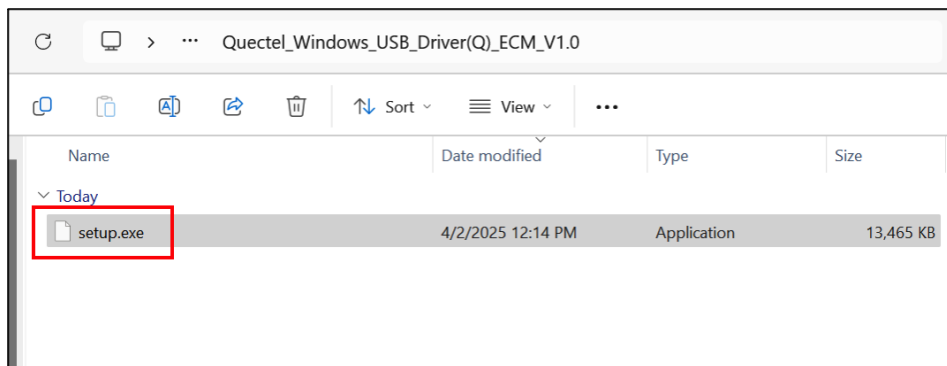 Quectel_Windows_USB_Driver(Q)_ECM_V1.0
Sort View
Name Date modified Type Size
Today
setup.exe 4/2/2025 12:14 PM Application 13,465 KB